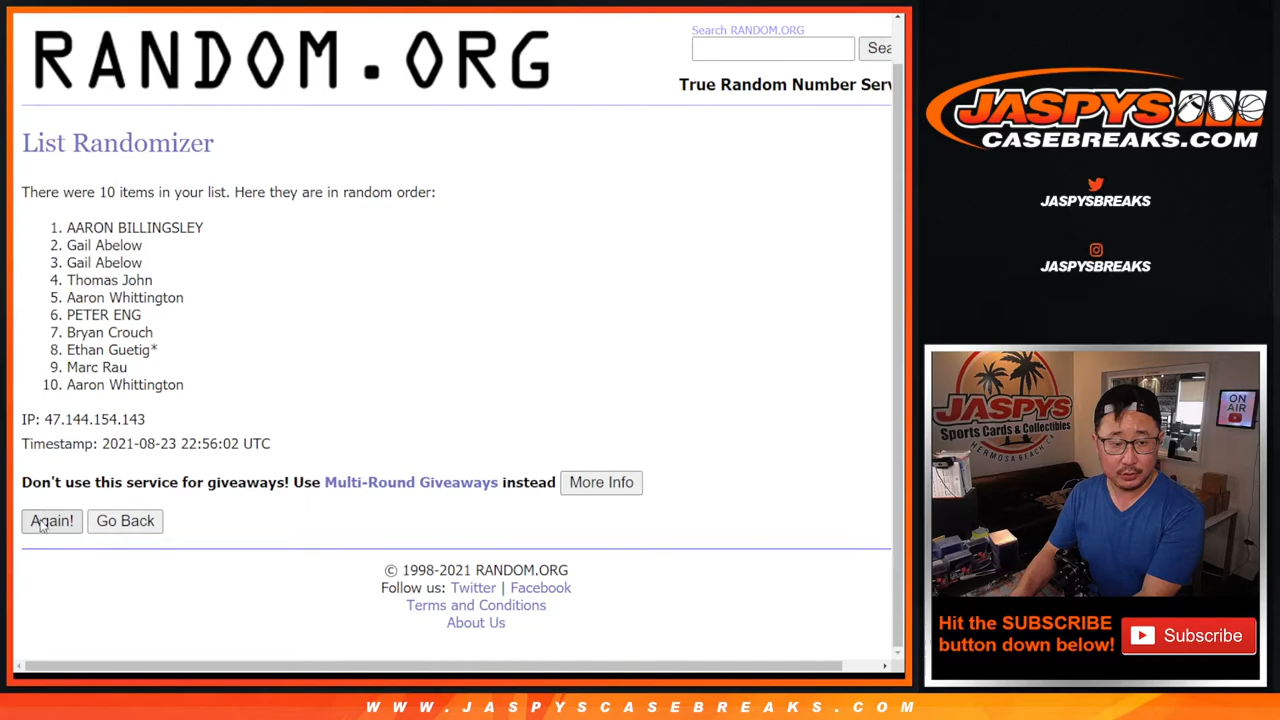 RANDOM.ORG
Search RANDOM.ORG
Sea
True Random Number Serv
List Randomizer
There were 10 items in your list. Here they are in random order:
1. AARON BILLINGSLEY
2. Gail Abelow
3. Gail Abelow
4. Thomas John
5. Aaron Whittington
6. PETER ENG
7. Bryan Crouch
8. Ethan Guetig*
9. Marc Rau
10. Aaron Whittington
IP: 47.144.154.143
Timestamp: 2021-08-23 22:56:02 UTC
Don't use this service for giveaways! Use Multi-Round Giveaways instead More Info
Again! Go Back
© 1998-2021 RANDOM.ORG
Follow us: Twitter | Facebook
Terms and Conditions
About Us
JASPYS
CASEBREAKS.COM
JASPYSBREAKS
JASPYSBREAKS
JASPYS
Sports Cards & Collectibles
HERMOSA BEACH, CA
ON
AIR
Hit the SUBSCRIBE
button down below!
Subscribe
WWW.JASPYSCASEBREAKS.COM